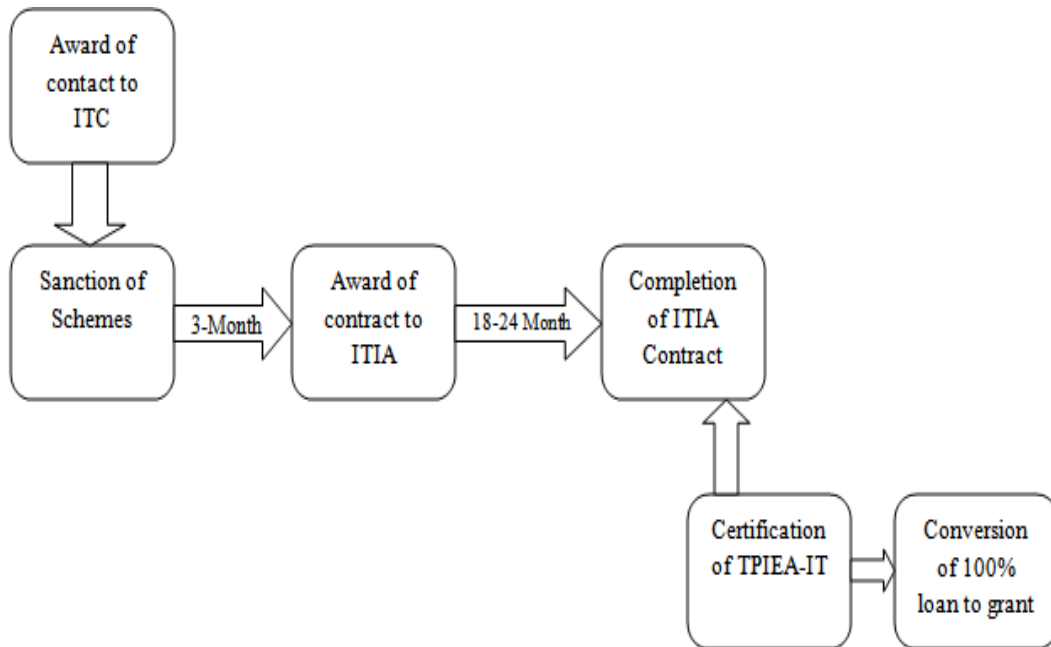 Award of
contact to
ITC
Sanction of
Schemes
3-Month
Award of
contract to
ITIA
18-24 Month
Completion
of ITIA
Contract
Certification
of TPIEA-IT
Conversion
of 100%
loan to grant